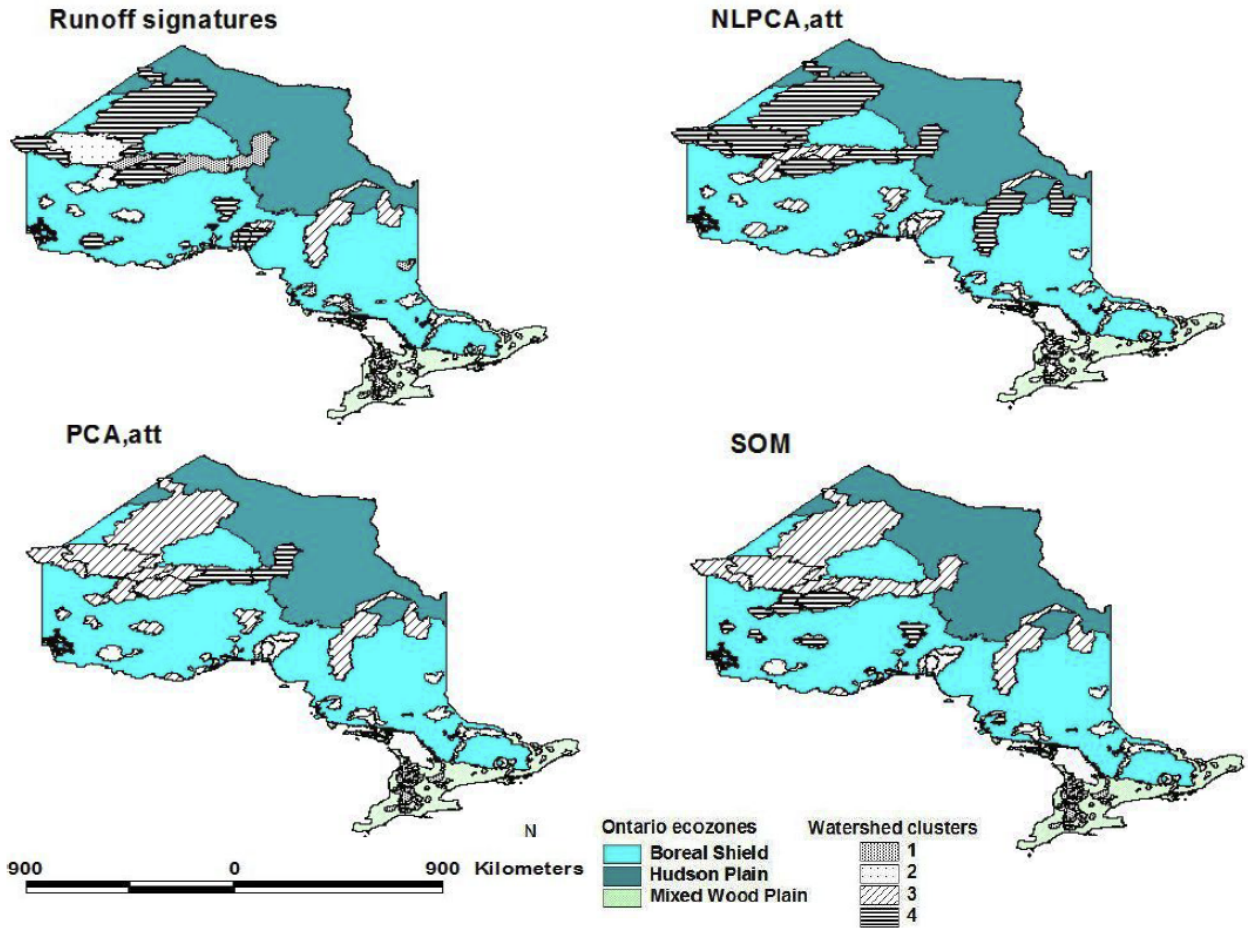 Runoff signatures
NLPCA,att
PCA,att
SOM
N
900 0 900 Kilometers
Ontario ecozones
Boreal Shield
Hudson Plain
Mixed Wood Plain
Watershed clusters
1
2
3
4